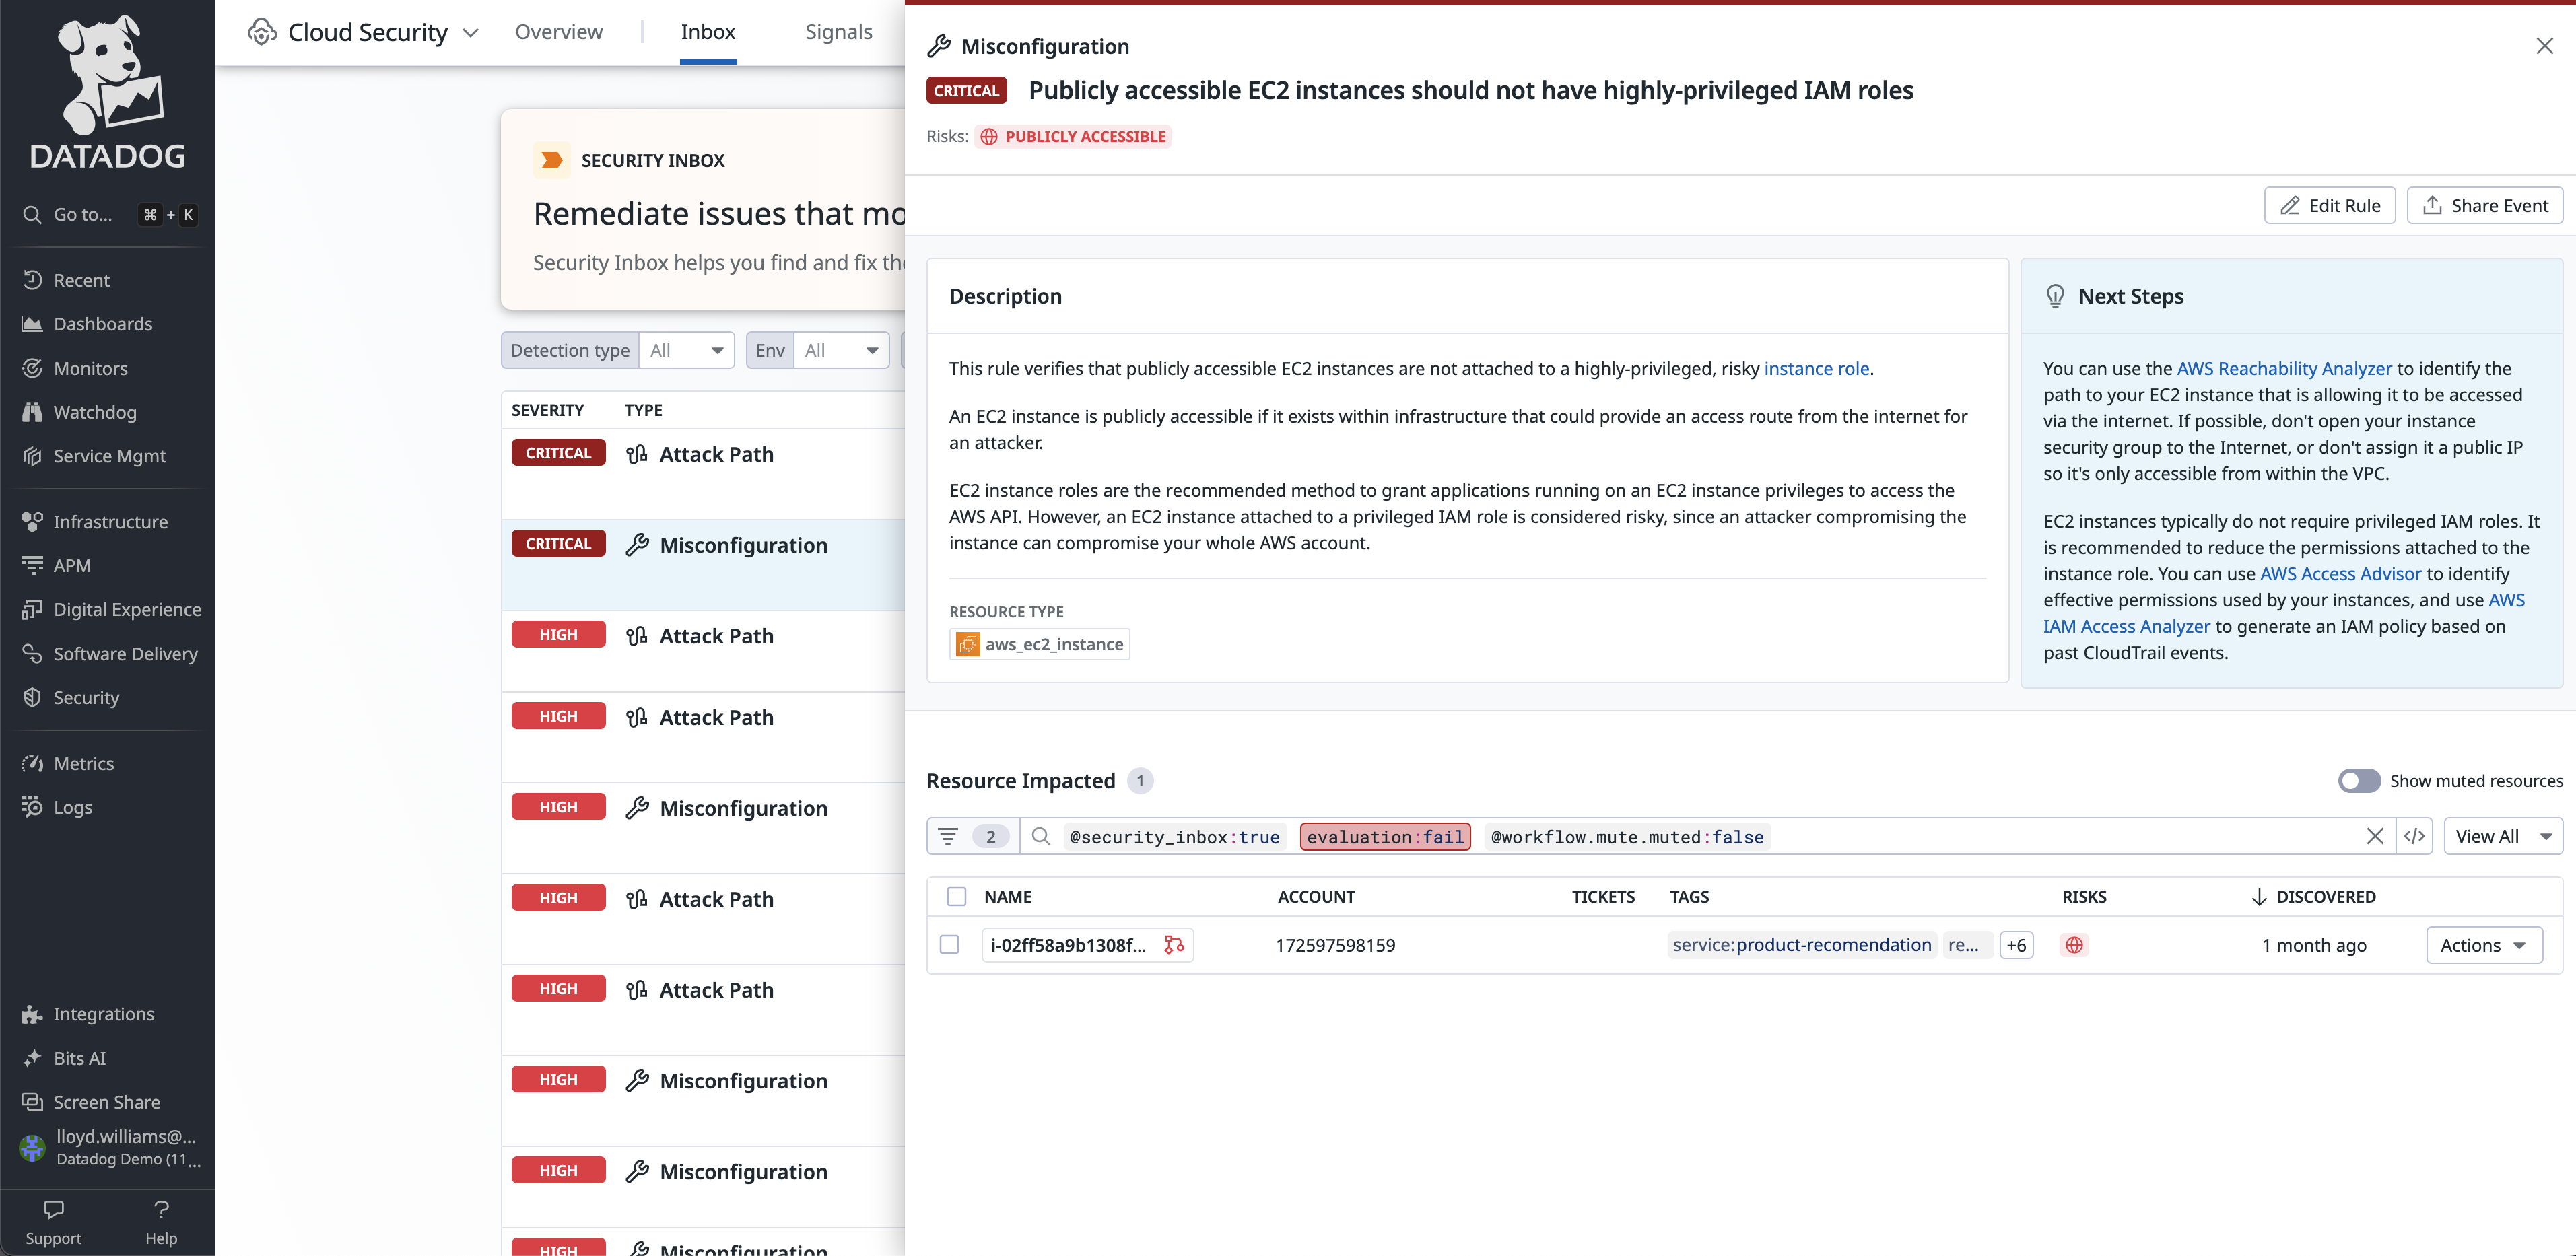 DATADOG
Go to... ⌘ + K
Recent
Dashboards
Monitors
Watchdog
Service Mgmt
Infrastructure
APM
Digital Experience
Software Delivery
Security
Metrics
Logs
Integrations
Bits AI
Screen Share
lloyd.williams@...
Datadog Demo (11...
Support
Help
Cloud Security
Overview
Inbox
Signals
SECURITY INBOX
Remediate issues that mo
Security Inbox helps you find and fix the
Detection type All
Env All
SEVERITY TYPE
CRITICAL Attack Path
CRITICAL Misconfiguration
HIGH Attack Path
HIGH Attack Path
HIGH Misconfiguration
HIGH Attack Path
HIGH Attack Path
HIGH Misconfiguration
HIGH Misconfiguration
HIGH Misconfiguration
Misconfiguration
CRITICAL Publicly accessible EC2 instances should not have highly-privileged IAM roles
Risks: PUBLICLY ACCESSIBLE
Edit Rule
Share Event
Description
This rule verifies that publicly accessible EC2 instances are not attached to a highly-privileged, risky instance role.
An EC2 instance is publicly accessible if it exists within infrastructure that could provide an access route from the internet for
an attacker.
EC2 instance roles are the recommended method to grant applications running on an EC2 instance privileges to access the
AWS API. However, an EC2 instance attached to a privileged IAM role is considered risky, since an attacker compromising the
instance can compromise your whole AWS account.
RESOURCE TYPE
aws_ec2_instance
Next Steps
You can use the AWS Reachability Analyzer to identify the
path to your EC2 instance that is allowing it to be accessed
via the internet. If possible, don't open your instance
security group to the Internet, or don't assign it a public IP
so it's only accessible from within the VPC.
EC2 instances typically do not require privileged IAM roles. It
is recommended to reduce the permissions attached to the
instance role. You can use AWS Access Advisor to identify
effective permissions used by your instances, and use AWS
IAM Access Analyzer to generate an IAM policy based on
past CloudTrail events.
Resource Impacted 1
Show muted resources
2 @security_inbox:true evaluation:fail @workflow.mute.muted:false </> View All
NAME ACCOUNT TICKETS TAGS RISKS DISCOVERED
i-02ff58a9b1308f... 172597598159 service:product-recomendation re... +6 1 month ago Actions